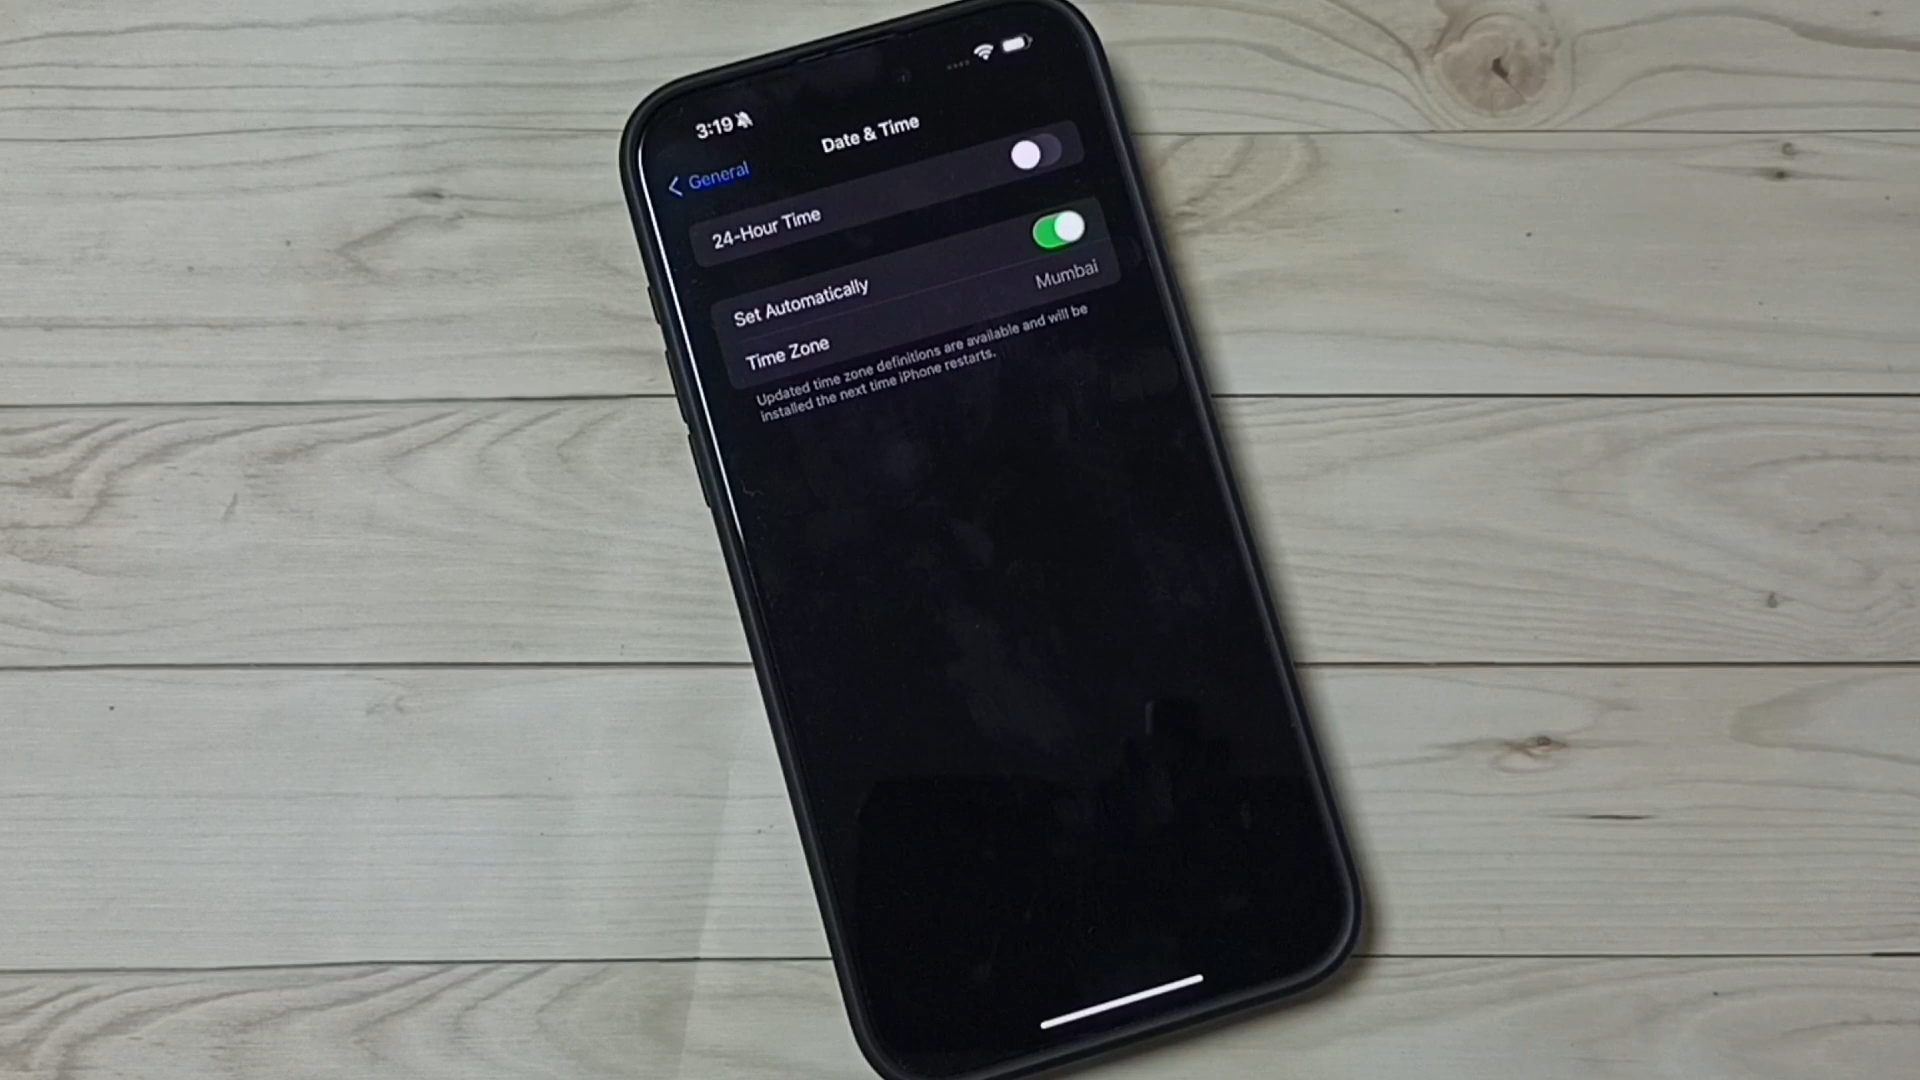 3:19
General
Date & Time
24-Hour Time
Set Automatically
Time Zone
Mumbai
Updated time zone definitions are available and will be
installed the next time iPhone restarts.